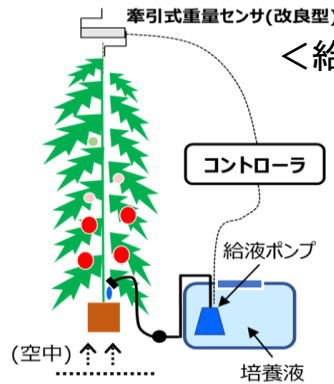 牽引式重量センサ(改良型)
＜給
コントローラ
給液ポンプ
(空中)
培養液